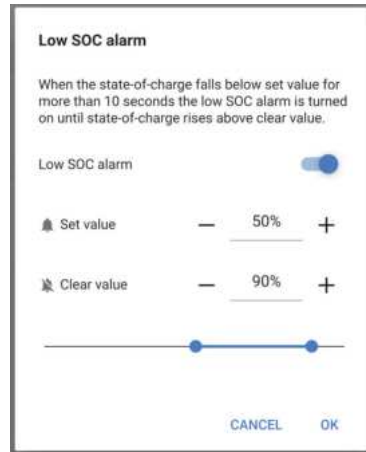 Low SOC alarm
When the state-of-charge falls below set value for
more than 10 seconds the low SOC alarm is turned
on until state-of-charge rises above clear value.
Low SOC alarm
Set value — 50% +
Clear value — 90% +
CANCEL OK